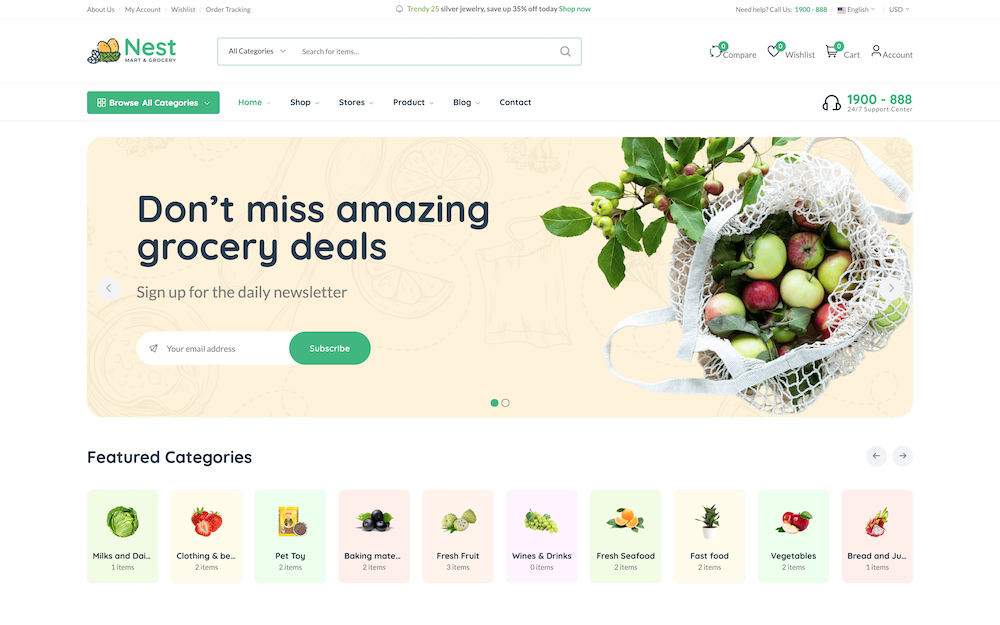 About Us My Account Wishlist Order Tracking
Trendy 25 silver jewelry, save up 35% off today Shop now
Need help? Call Us: 1900 - 888 English USD
Nest
MART & GROCERY
All Categories Search for items...
0 Compare 0 Wishlist 0 Cart Account
Browse All Categories Home Shop Stores Product Blog Contact
1900 - 888
24/7 Support Center
Don’t miss amazing
grocery deals
Sign up for the daily newsletter
Your email address Subscribe
Featured Categories
Milks and Dai...
1 items
Clothing & be...
2 items
Pet Toy
2 items
Baking mate...
2 items
Fresh Fruit
3 items
Wines & Drinks
0 items
Fresh Seafood
2 items
Fast food
2 items
Vegetables
2 items
Bread and Ju...
1 items